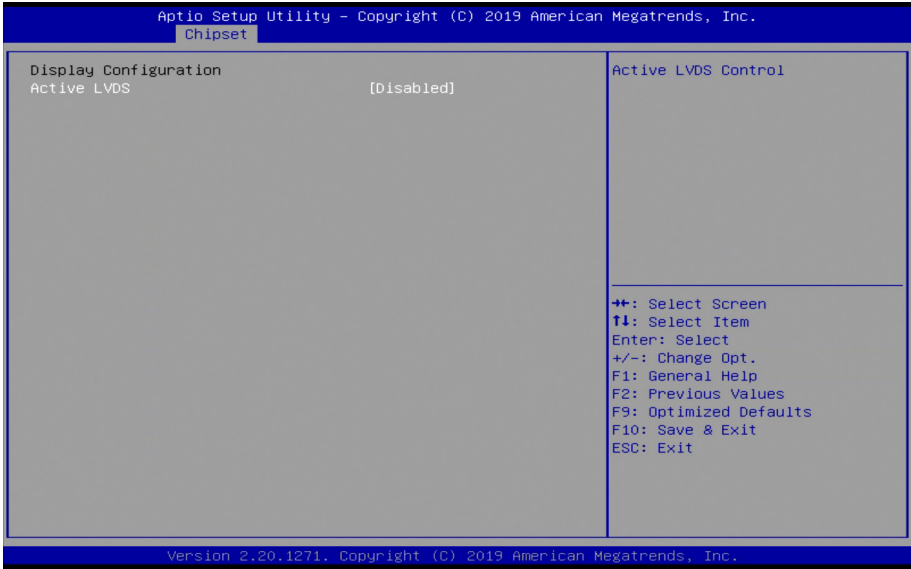 Aptio Setup Utility – Copyright (C) 2019 American Megatrends, Inc.
Chipset
Display Configuration
Active LVDS [Disabled]
Active LVDS Control
→←: Select Screen
↑↓: Select Item
Enter: Select
+/-: Change Opt.
F1: General Help
F2: Previous Values
F9: Optimized Defaults
F10: Save & Exit
ESC: Exit
Version 2.20.1271. Copyright (C) 2019 American Megatrends, Inc.